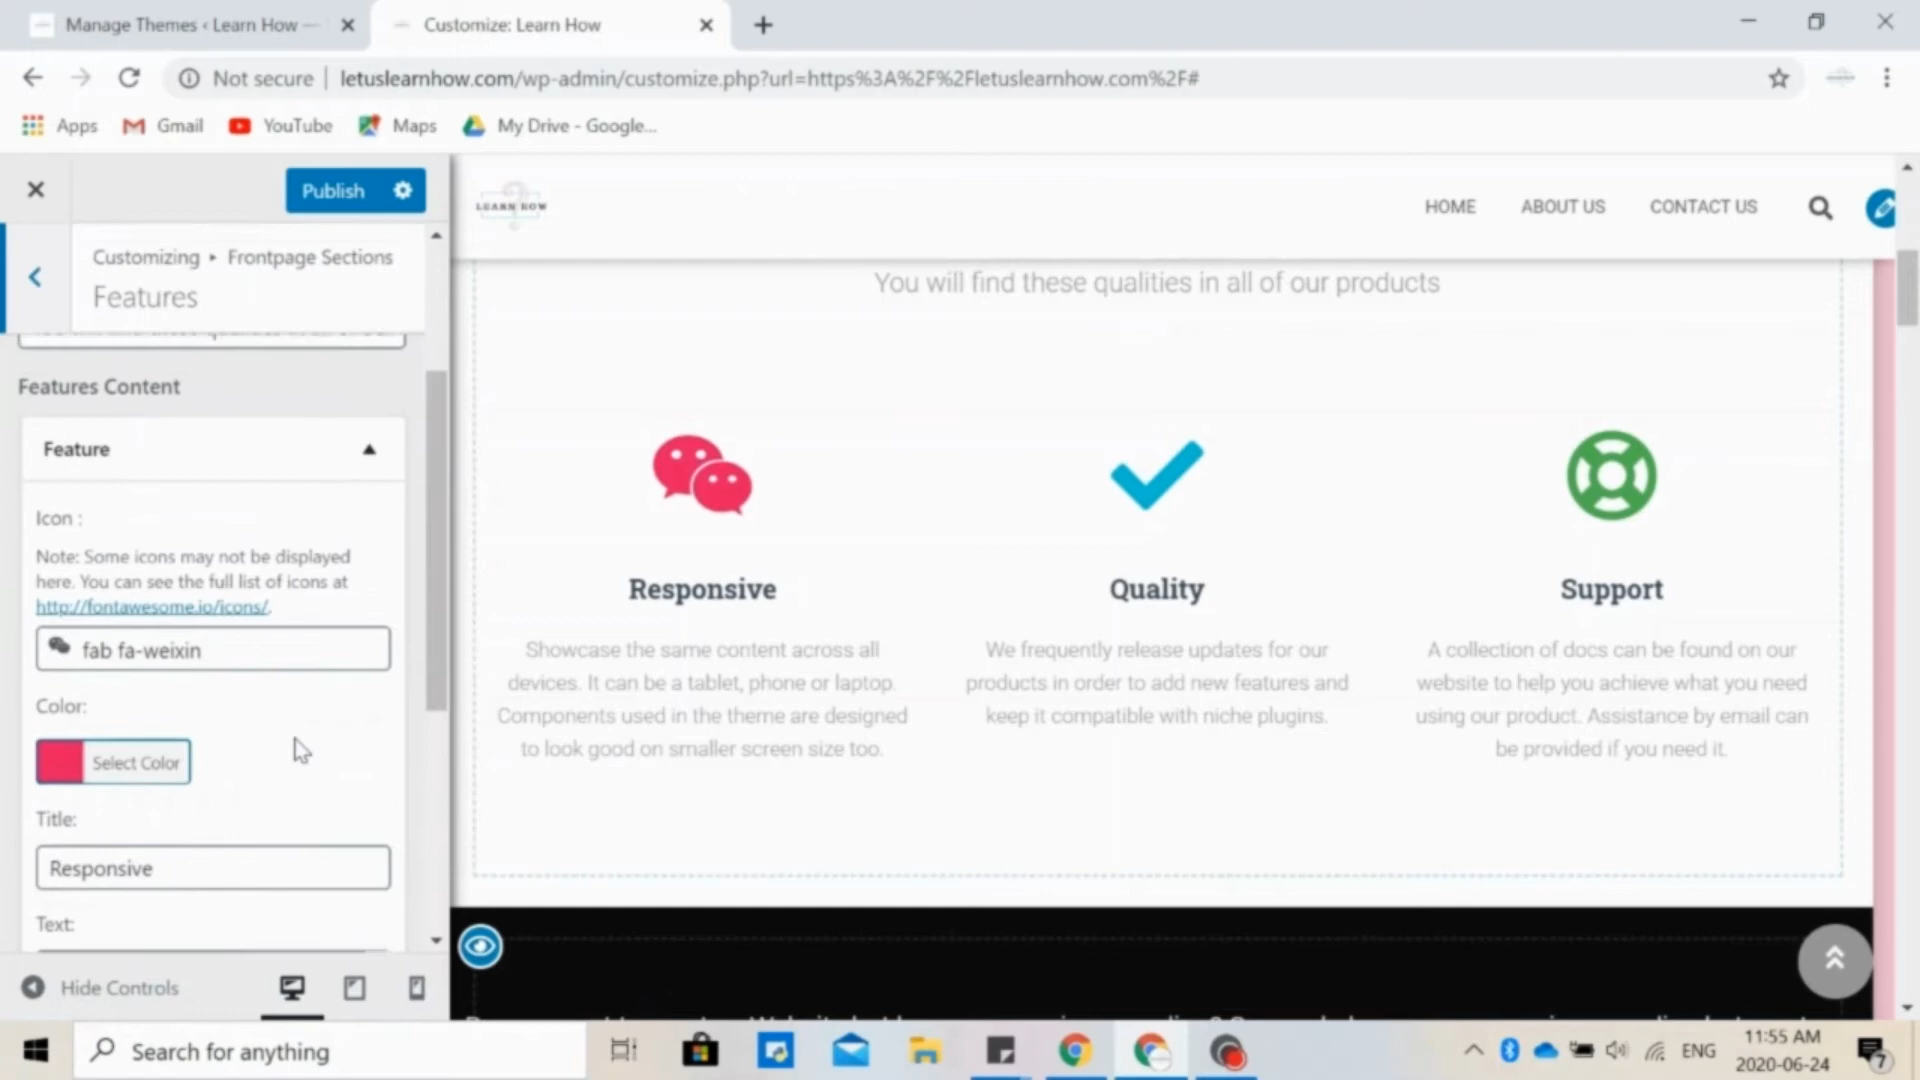 Manage Themes ‹ Learn How —
Customize: Learn How
Not secure
letuslearnhow.com/wp-admin/customize.php?url=https%3A%2F%2Fletuslearnhow.com%2F#
Apps
Gmail
YouTube
Maps
My Drive - Google...
Publish
LEARN HOW
HOME
ABOUT US
CONTACT US
Customizing ▸ Frontpage Sections
Features
You will find these qualities in all of our products
Features Content
Feature
Icon :
Note: Some icons may not be displayed
here. You can see the full list of icons at
http://fontawesome.io/icons/.
fab fa-weixin
Color:
Select Color
Title:
Responsive
Text:
Responsive
Showcase the same content across all
devices. It can be a tablet, phone or laptop.
Components used in the theme are designed
to look good on smaller screen size too.
Quality
We frequently release updates for our
products in order to add new features and
keep it compatible with niche plugins.
Support
A collection of docs can be found on our
website to help you achieve what you need
using our product. Assistance by email can
be provided if you need it.
Hide Controls
Search for anything
ENG
11:55 AM
2020-06-24
7